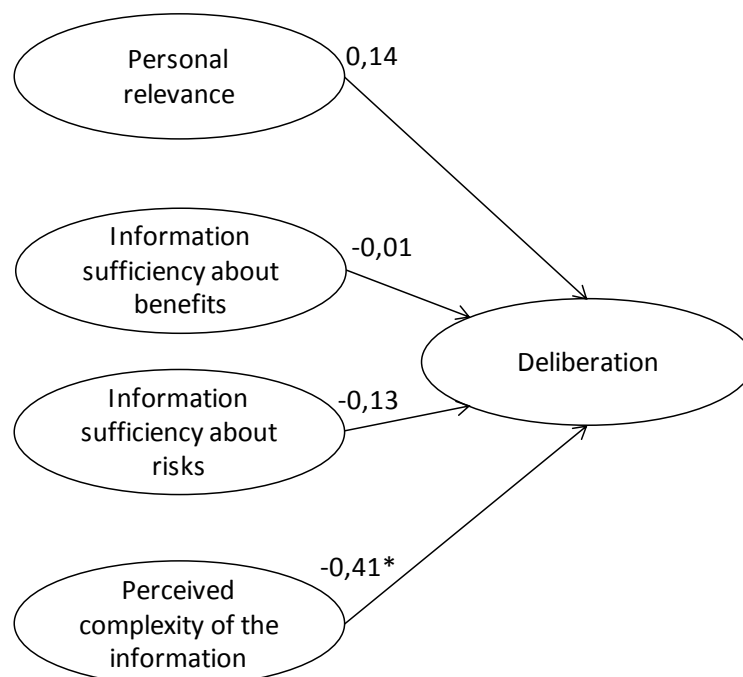 Personal
relevance
0,14
Information
sufficiency about
benefits
-0,01
Deliberation
Information
sufficiency about
risks
-0,13
-0,41*
Perceived
complexity of the
information